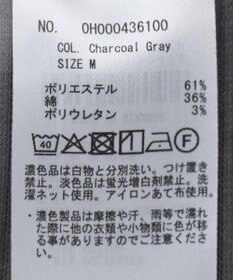 NO. 0H000436100
COL. Charcoal Gray
SIZE M
ポリエステル 61%
綿 36%
ポリウレタン 3%
40
濃色品は白物と分別洗い。つけ置き
禁止。淡色品は蛍光増白剤禁止。洗
濯ネット使用。アイロンあて布使用。
・濃色製品は摩擦や汗、雨等で濡れ
た際に他の衣類や小物類に色が移
る事が有りますのでご注意くださ
い。